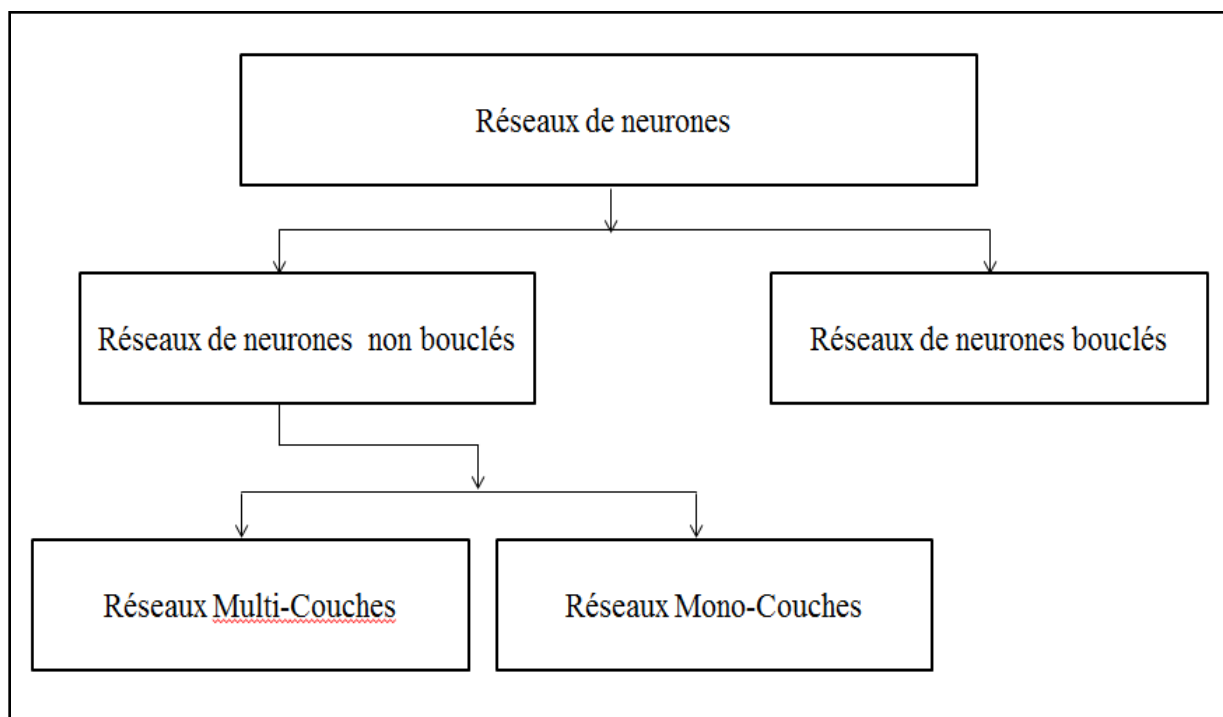 Réseaux de neurones
Réseaux de neurones non bouclés
Réseaux de neurones bouclés
Réseaux Multi-Couches
Réseaux Mono-Couches